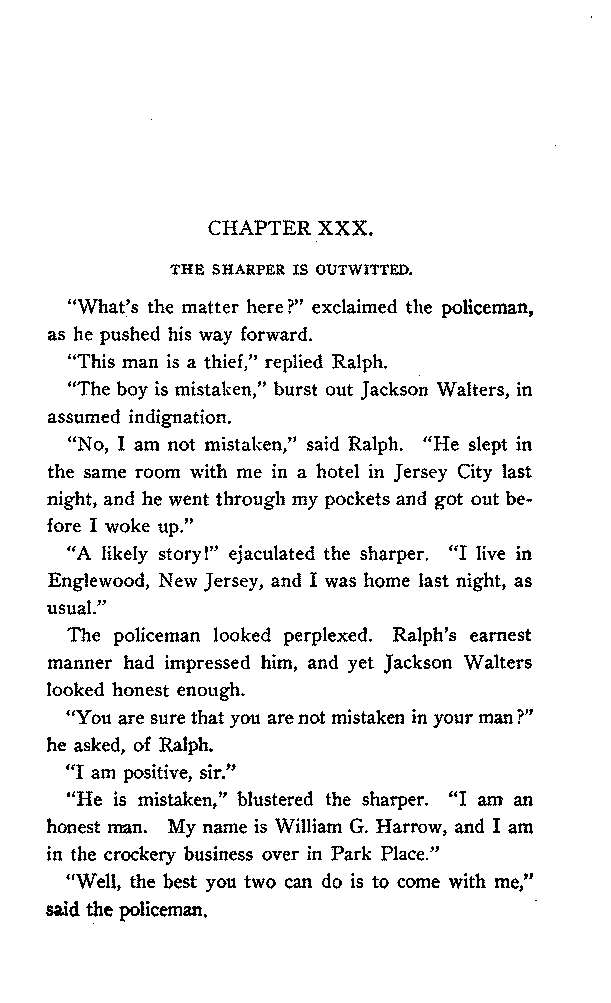 CHAPTER XXX.
THE SHARPER IS OUTWITTED.
“What’s the matter here?” exclaimed the policeman,
as he pushed his way forward.
“This man is a thief,” replied Ralph.
“The boy is mistaken,” burst out Jackson Walters, in
assumed indignation.
“No, I am not mistaken,” said Ralph. “He slept in
the same room with me in a hotel in Jersey City last
night, and he went through my pockets and got out be-
fore I woke up.”
“A likely story!” ejaculated the sharper. “I live in
Englewood, New Jersey, and I was home last night, as
usual.”
The policeman looked perplexed. Ralph’s earnest
manner had impressed him, and yet Jackson Walters
looked honest enough.
“You are sure that you are not mistaken in your man?”
he asked, of Ralph.
“I am positive, sir.”
“He is mistaken,” blustered the sharper. “I am an
honest man. My name is William G. Harrow, and I am
in the crockery business over in Park Place.”
“Well, the best you two can do is to come with me,”
said the policeman.